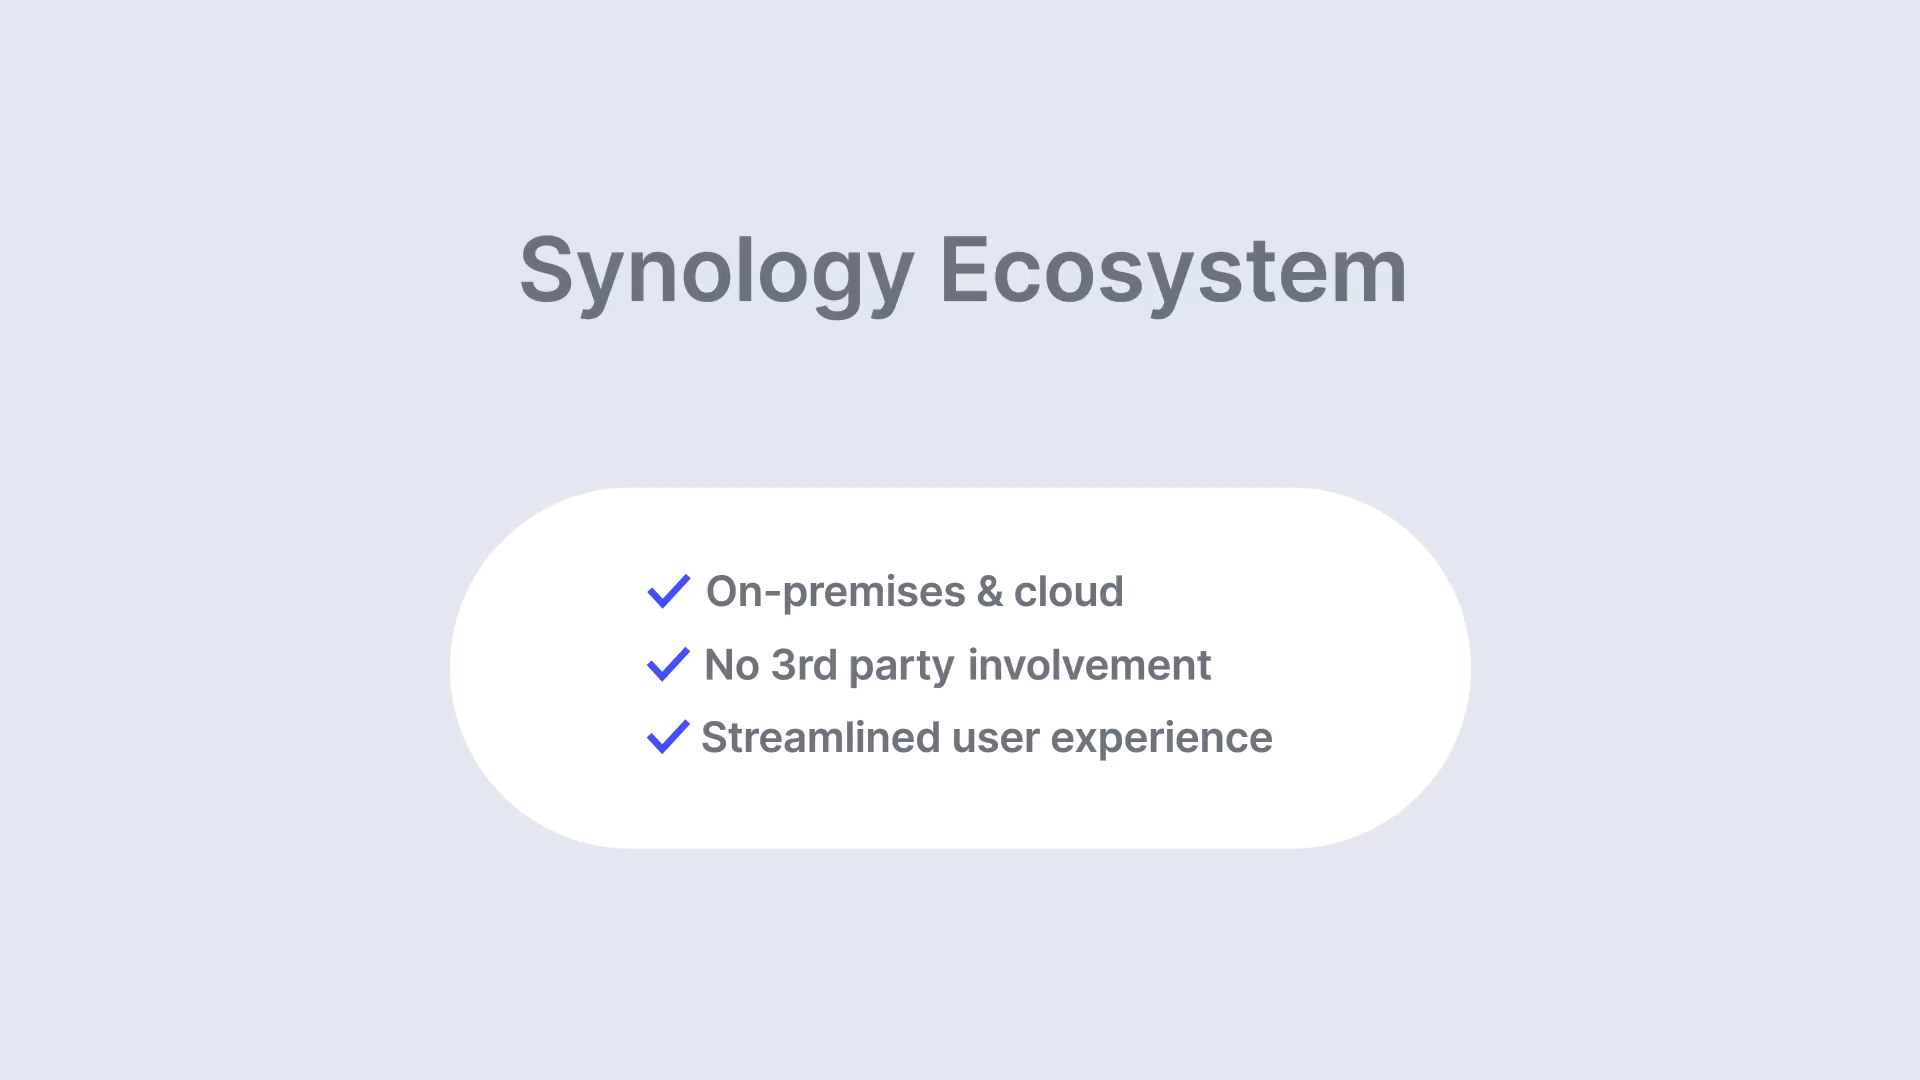 Synology Ecosystem
On-premises & cloud
No 3rd party involvement
Streamlined user experience